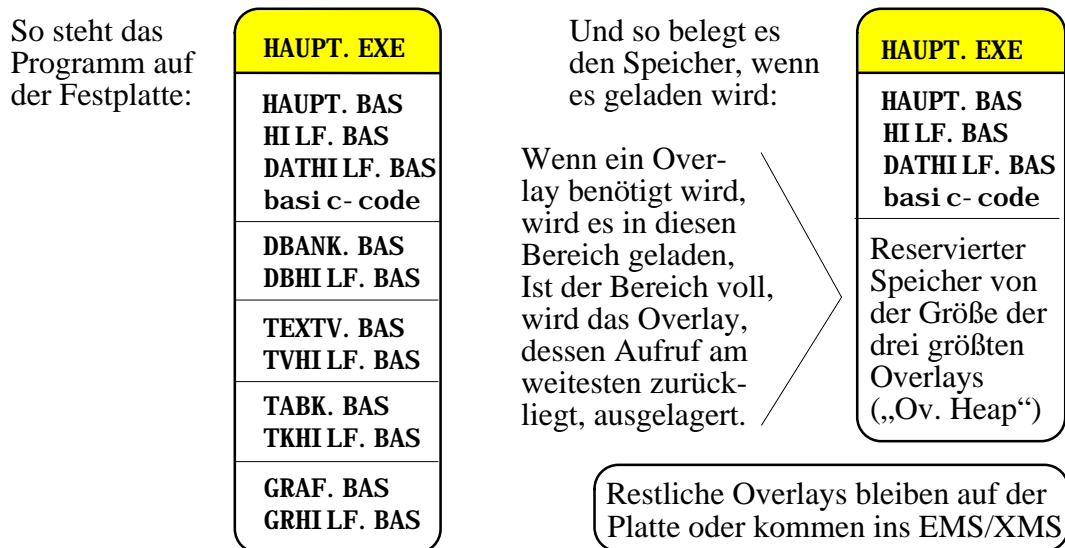 So steht das
Programm auf
der Festplatte:
HAUPT.EXE
HAUPT.BAS
HILF.BAS
DATHILF.BAS
basic-code
DBANK.BAS
DBHILF.BAS
TEXTV.BAS
TVHILF.BAS
TABK.BAS
TKHILF.BAS
GRAF.BAS
GRHILF.BAS
Und so belegt es
den Speicher, wenn
es geladen wird:
Wenn ein Over-
lay benötigt wird,
wird es in diesen
Bereich geladen,
Ist der Bereich voll,
wird das Overlay,
dessen Aufruf am
weitesten zurück-
liegt, ausgelagert.
HAUPT.EXE
HAUPT.BAS
HILF.BAS
DATHILF.BAS
basic-code
Reservierter
Speicher von
der Größe der
drei größten
Overlays
(„Ov. Heap“)
Restliche Overlays bleiben auf der
Platte oder kommen ins EMS/XMS